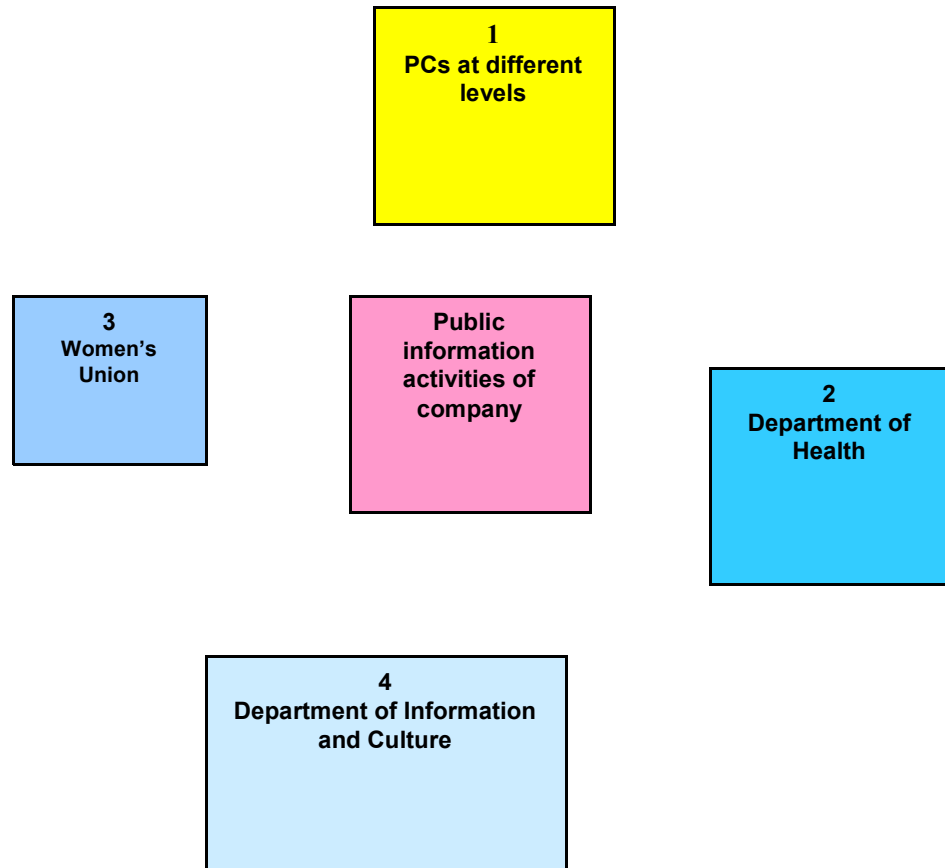 1
PCs at different
levels
3
Women’s
Union
Public
information
activities of
company
2
Department of
Health
4
Department of Information
and Culture